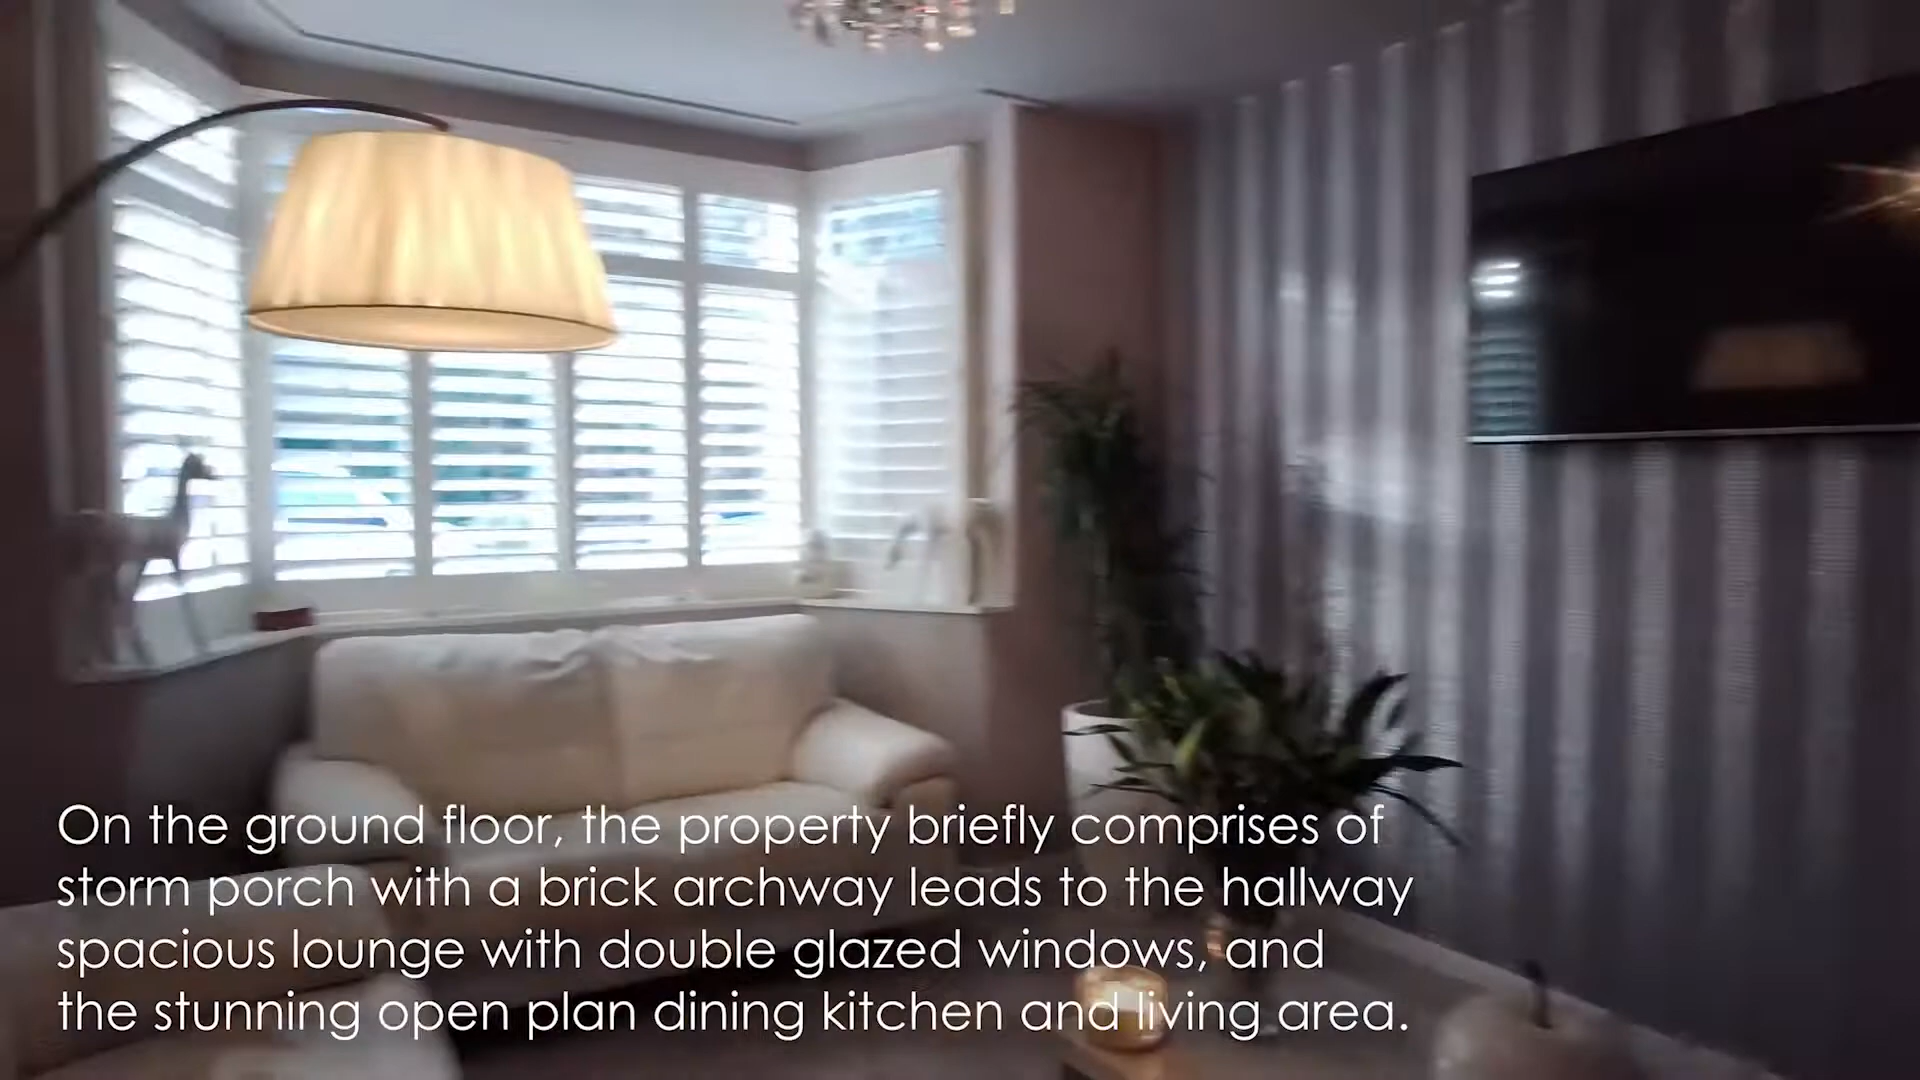 On the ground floor, the property briefly comprises of
storm porch with a brick archway leads to the hallway
spacious lounge with double glazed windows, and
the stunning open plan dining kitchen and living area.